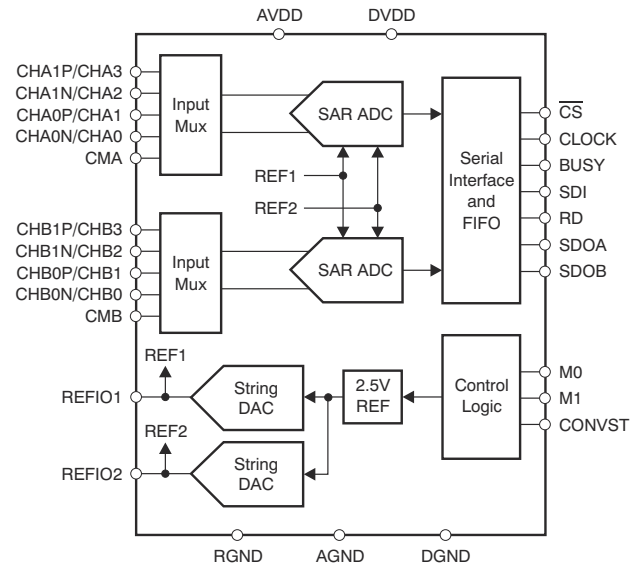 AVDD DVDD
CHA1P/CHA3
CHA1N/CHA2
CHA0P/CHA1
CHA0N/CHA0
CMA
Input
Mux
SAR ADC
REF1
REF2
Serial
Interface
and
FIFO
CS
CLOCK
BUSY
SDI
RD
SDOA
SDOB
CHB1P/CHB3
CHB1N/CHB2
CHB0P/CHB1
CHB0N/CHB0
CMB
Input
Mux
SAR ADC
REF1
REFIO1
String
DAC
2.5V
REF
Control
Logic
M0
M1
CONVST
REF2
REFIO2
String
DAC
RGND AGND DGND